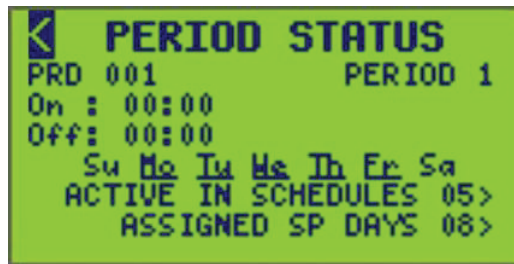 < PERIOD STATUS
PRD 001 PERIOD 1
On : 00:00
Off: 00:00
Su Mo Tu We Th Fr Sa
ACTIVE IN SCHEDULES 05>
ASSIGNED SP DAYS 08>